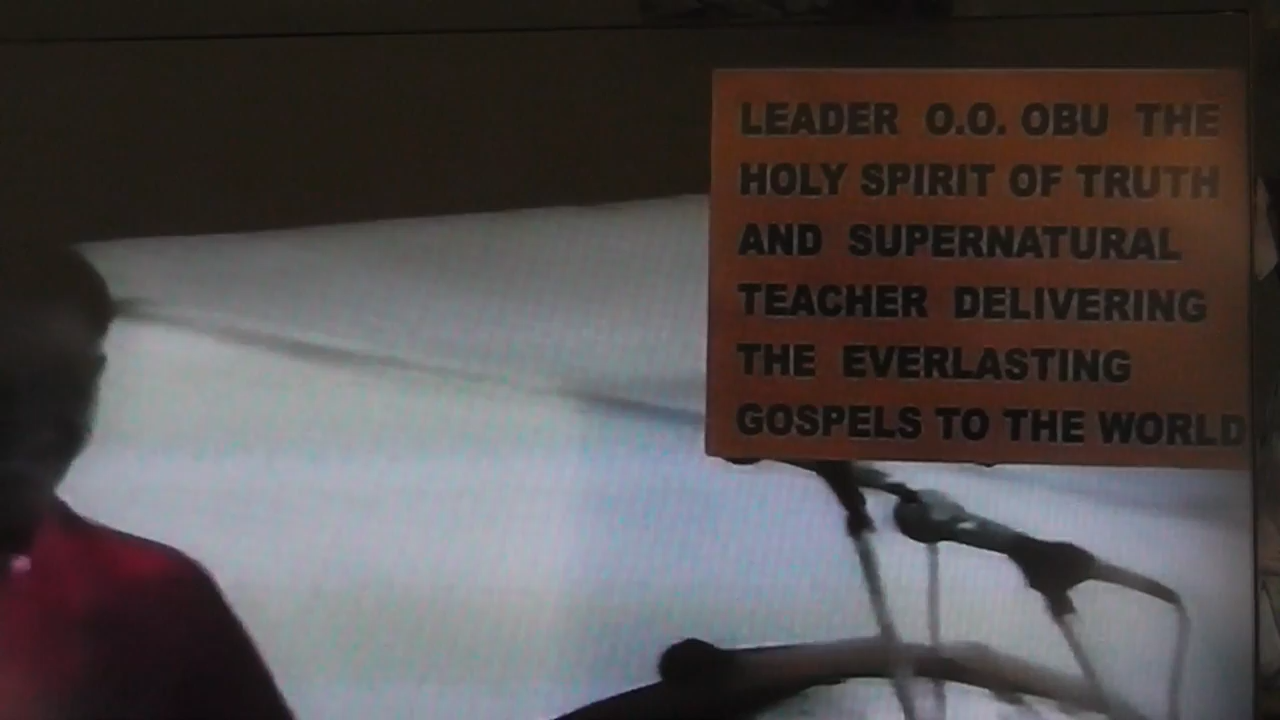 LEADER O.O. OBU THE
HOLY SPIRIT OF TRUTH
AND SUPERNATURAL
TEACHER DELIVERING
THE EVERLASTING
GOSPELS TO THE WORLD